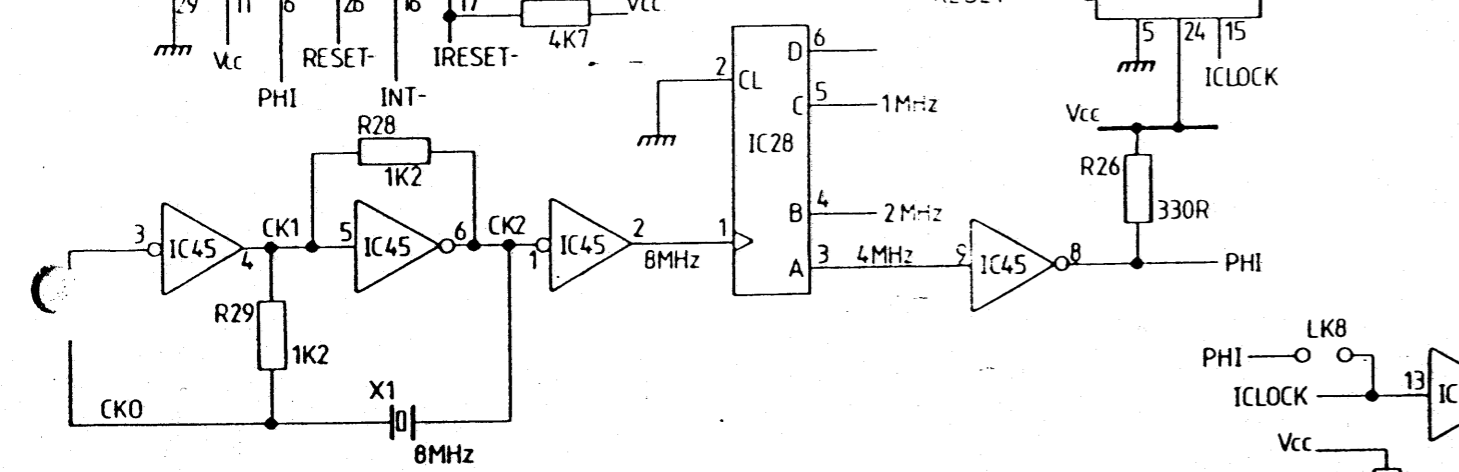 29
11
6
26
16
17
Vcc
4K7
Vcc
RESET-
IRESET-
PHI
INT-
6
D
2
CL
5
C
1MHz
IC28
4
B
2MHz
3
A
4MHz
1
5
24
15
ICLOCK
Vcc
R26
330R
R28
1K2
3
IC45
4
CK1
5
IC45
6
CK2
1
IC45
2
8MHz
9
IC45
8
PHI
R29
1K2
CK0
X1
8MHz
LK8
PHI
ICLOCK
13
IC
Vcc